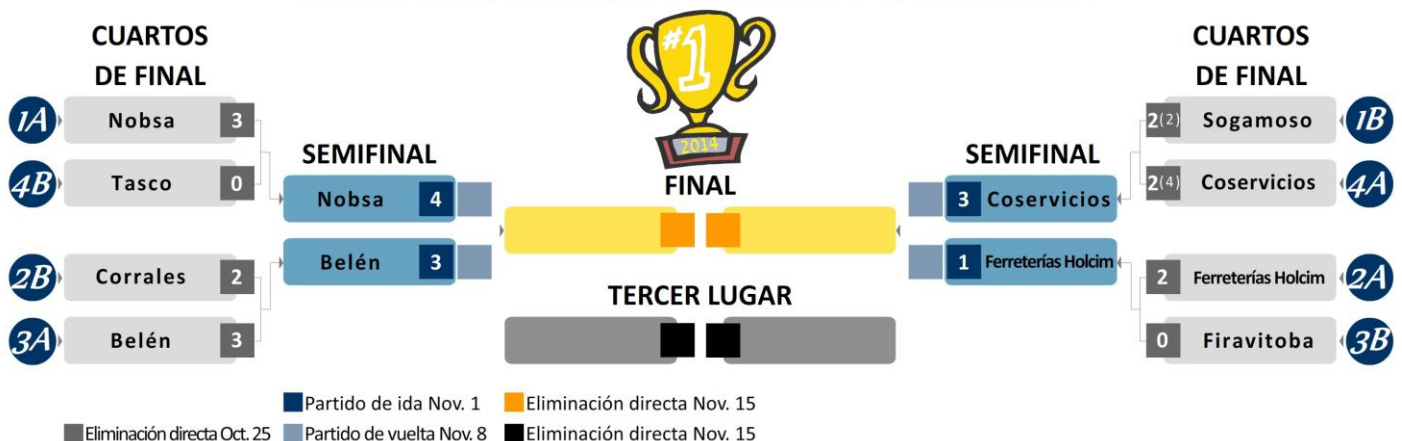 CUARTOS
DE FINAL
1A Nobsa 3
4B Tasco 0
2B Corrales 2
3A Belén 3
SEMIFINAL
Nobsa 4
Belén 3
#1
2014
FINAL
TERCER LUGAR
SEMIFINAL
3 Coservicios
1 Ferreterías Holcim
CUARTOS
DE FINAL
2(2) Sogamoso 1B
2(4) Coservicios 4A
2 Ferreterías Holcim 2A
0 Firavitoba 3B
Partido de ida Nov. 1
Eliminación directa Nov. 15
Eliminación directa Oct. 25
Partido de vuelta Nov. 8
Eliminación directa Nov. 15